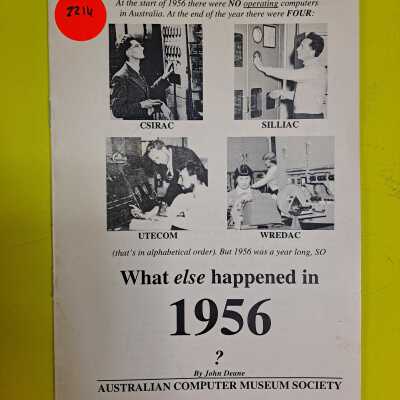 2214
At the start of 1956 there were NO operating computers
in Australia. At the end of the year there were FOUR:
CSIRAC
SILLIAC
UTECOM
WREDAC
(that's in alphabetical order). But 1956 was a year long, SO
What else happened in
1956
?
By John Deane
AUSTRALIAN COMPUTER MUSEUM SOCIETY